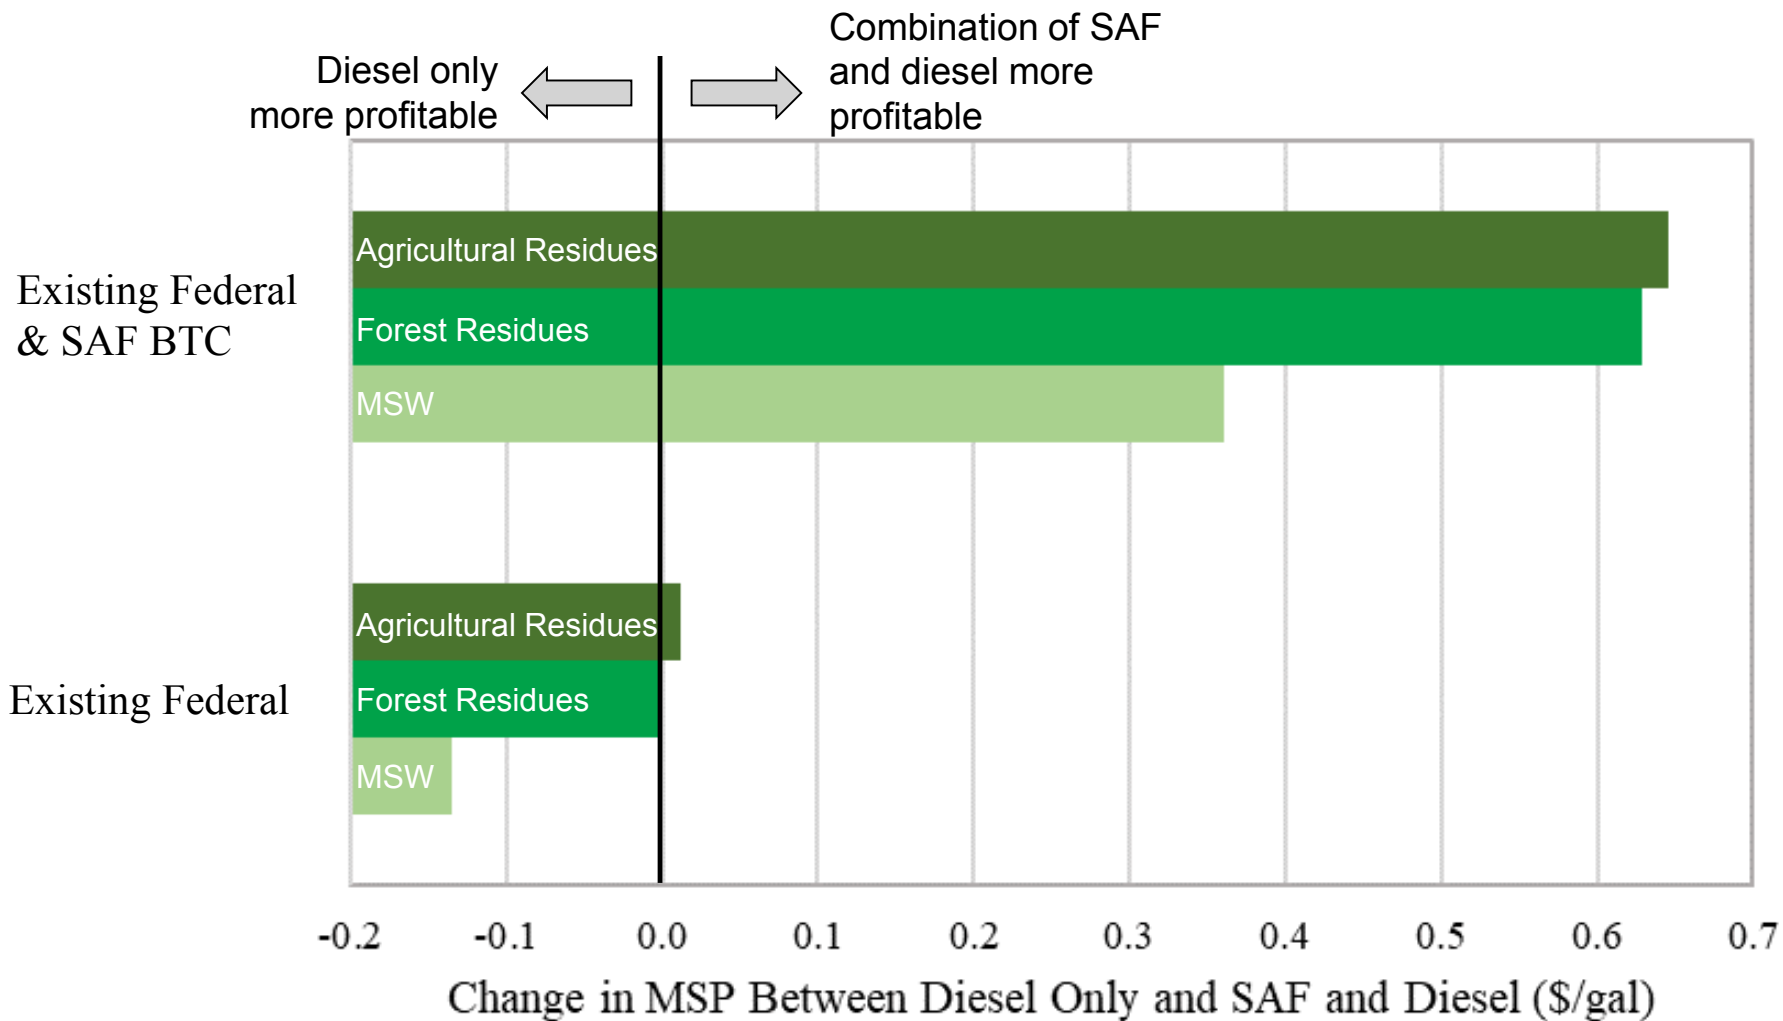 Diesel only
more profitable
Combination of SAF
and diesel more
profitable
Existing Federal
& SAF BTC
Agricultural Residues
Forest Residues
MSW
Existing Federal
Agricultural Residues
Forest Residues
MSW
-0.2 -0.1 0.0 0.1 0.2 0.3 0.4 0.5 0.6 0.7
Change in MSP Between Diesel Only and SAF and Diesel ($/gal)